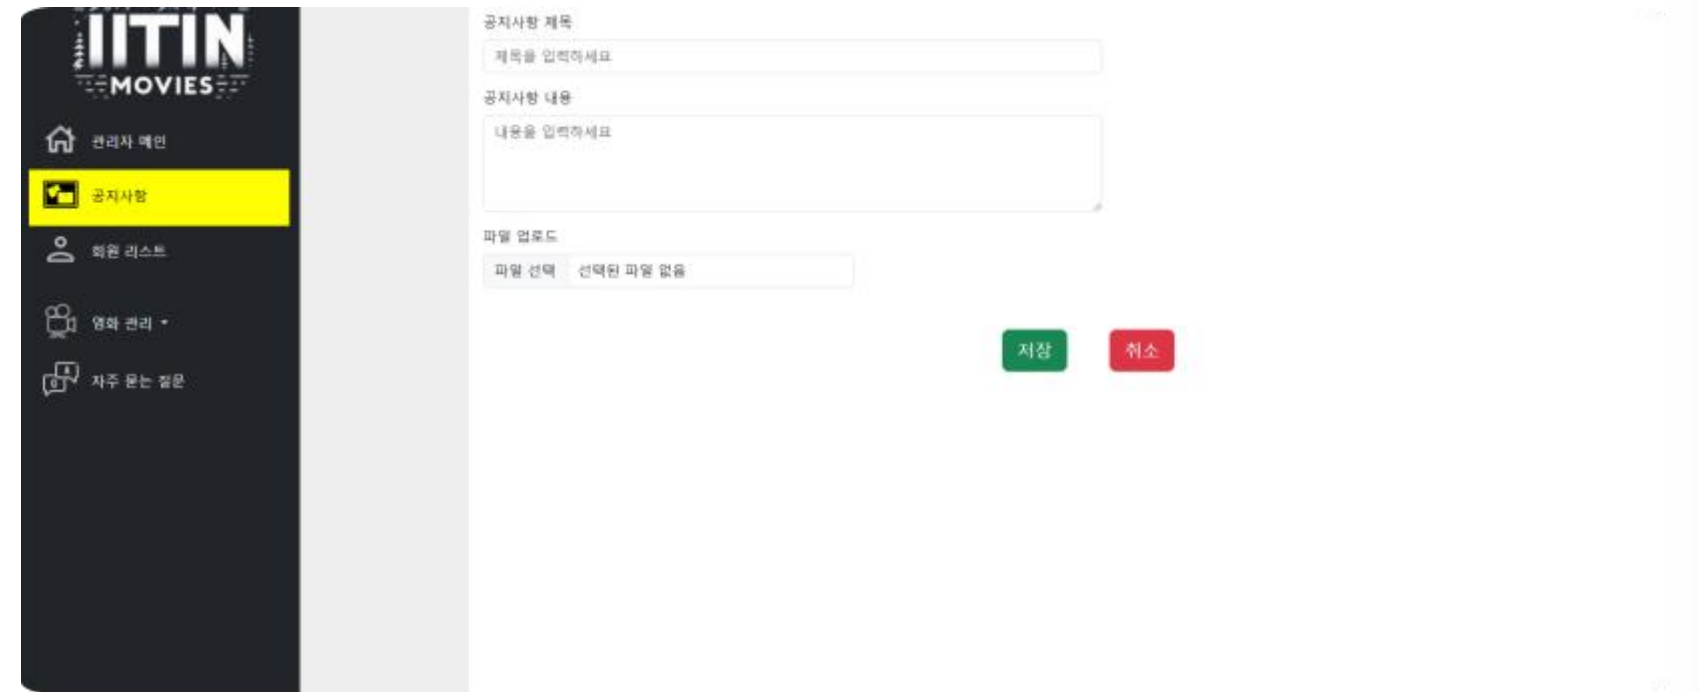 IITIN
MOVIES
관리자 메인
공지사항
회원 리스트
영화 관리
자주 묻는 질문
공지사항 제목
제목을 입력하세요
공지사항 내용
내용을 입력하세요
파일 업로드
파일 선택 선택된 파일 없음
저장 취소